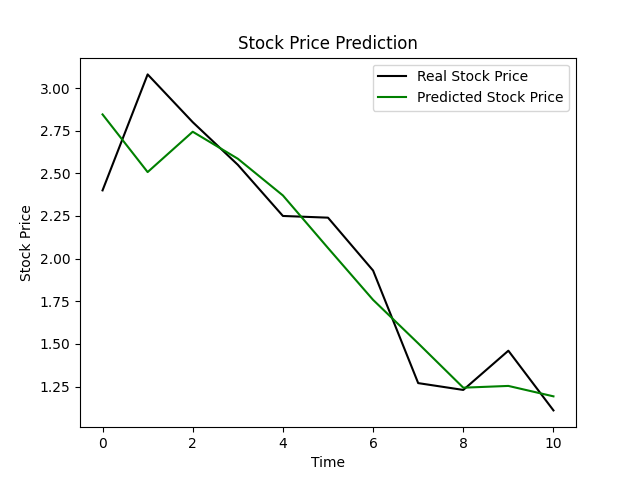 Stock Price Prediction
Real Stock Price
Predicted Stock Price
Stock Price
3.00
2.75
2.50
2.25
2.00
1.75
1.50
1.25
0 2 4 6 8 10
Time